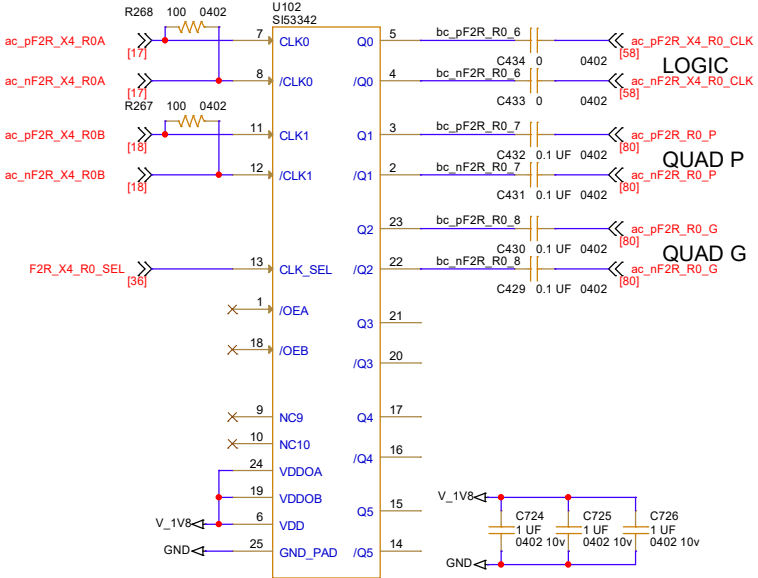 U102
SI53342
R268 100 0402
ac_pF2R_X4_R0A [17] 7 CLK0
ac_nF2R_X4_R0A [17] 8 /CLK0
R267 100 0402
ac_pF2R_X4_R0B [18] 11 CLK1
ac_nF2R_X4_R0B [18] 12 /CLK1
F2R_X4_R0_SEL [36] 13 CLK_SEL
1 /OEA
18 /OEB
9 NC9
10 NC10
24 VDDOA
19 VDDOB
V_1V8 6 VDD
GND 25 GND_PAD
Q0 5 bc_pF2R_R0_6 ac_pF2R_X4_R0_CLK
C434 0 0402 [58]
LOGIC
/Q0 4 bc_nF2R_R0_6 ac_nF2R_X4_R0_CLK
C433 0 0402 [58]
Q1 3 bc_pF2R_R0_7 ac_pF2R_R0_P
C432 0.1 UF 0402 [80]
QUAD P
/Q1 2 bc_nF2R_R0_7 ac_nF2R_R0_P
C431 0.1 UF 0402 [80]
Q2 23 bc_pF2R_R0_8 ac_pF2R_R0_G
C430 0.1 UF 0402 [80]
QUAD G
/Q2 22 bc_nF2R_R0_8 ac_nF2R_R0_G
C429 0.1 UF 0402 [80]
Q3 21
/Q3 20
Q4 17
/Q4 16
Q5 15
/Q5 14
V_1V8
C724 C725 C726
1 UF 1 UF 1 UF
0402 10v 0402 10v 0402 10v
GND